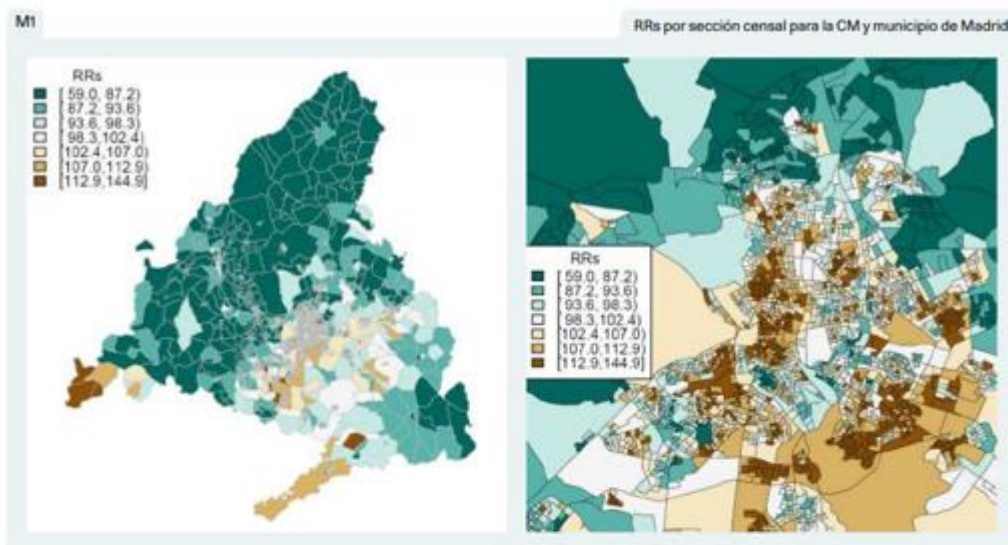 M1
RRs por sección censal para la CM y municipio de Madrid
RRs
[ 59.0, 87.2)
[ 87.2, 93.6)
[ 93.6, 98.3)
[ 98.3,102.4)
[102.4,107.0)
[107.0,112.9)
[112.9,144.9]
RRs
[ 59.0, 87.2)
[ 87.2, 93.6)
[ 93.6, 98.3)
[ 98.3,102.4)
[102.4,107.0)
[107.0,112.9)
[112.9,144.9]